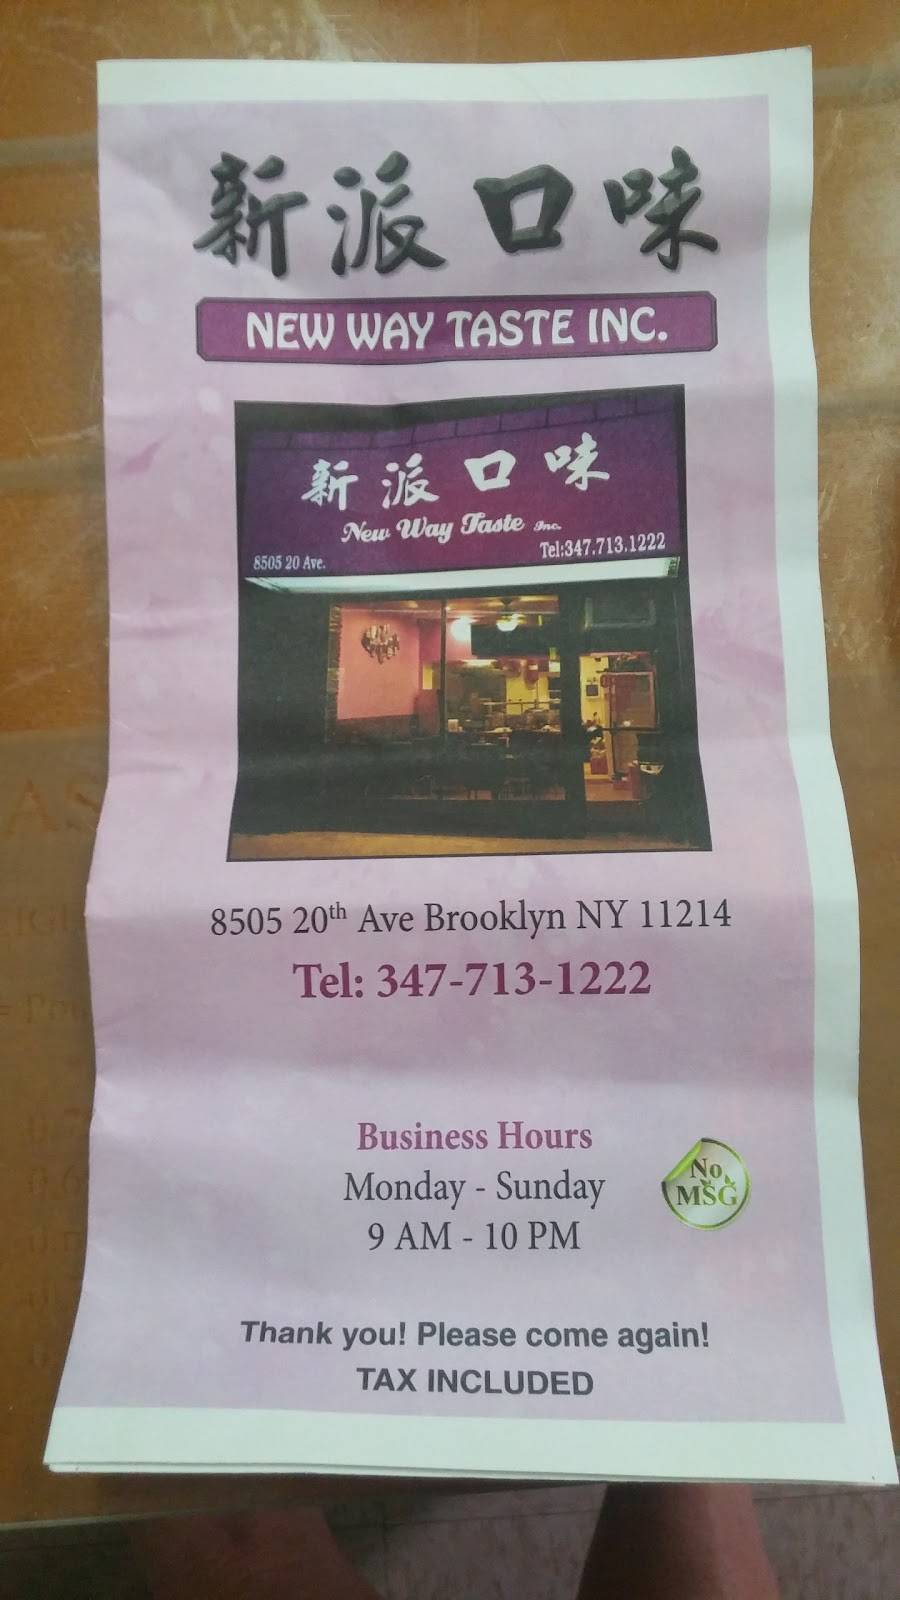 新派口味
NEW WAY TASTE INC.
新派口味
New Way Taste Inc.
8505 20 Ave.
Tel:347.713.1222
8505 20th Ave Brooklyn NY 11214
Tel: 347-713-1222
Business Hours
Monday - Sunday
9 AM - 10 PM
No
MSG
Thank you! Please come again!
TAX INCLUDED